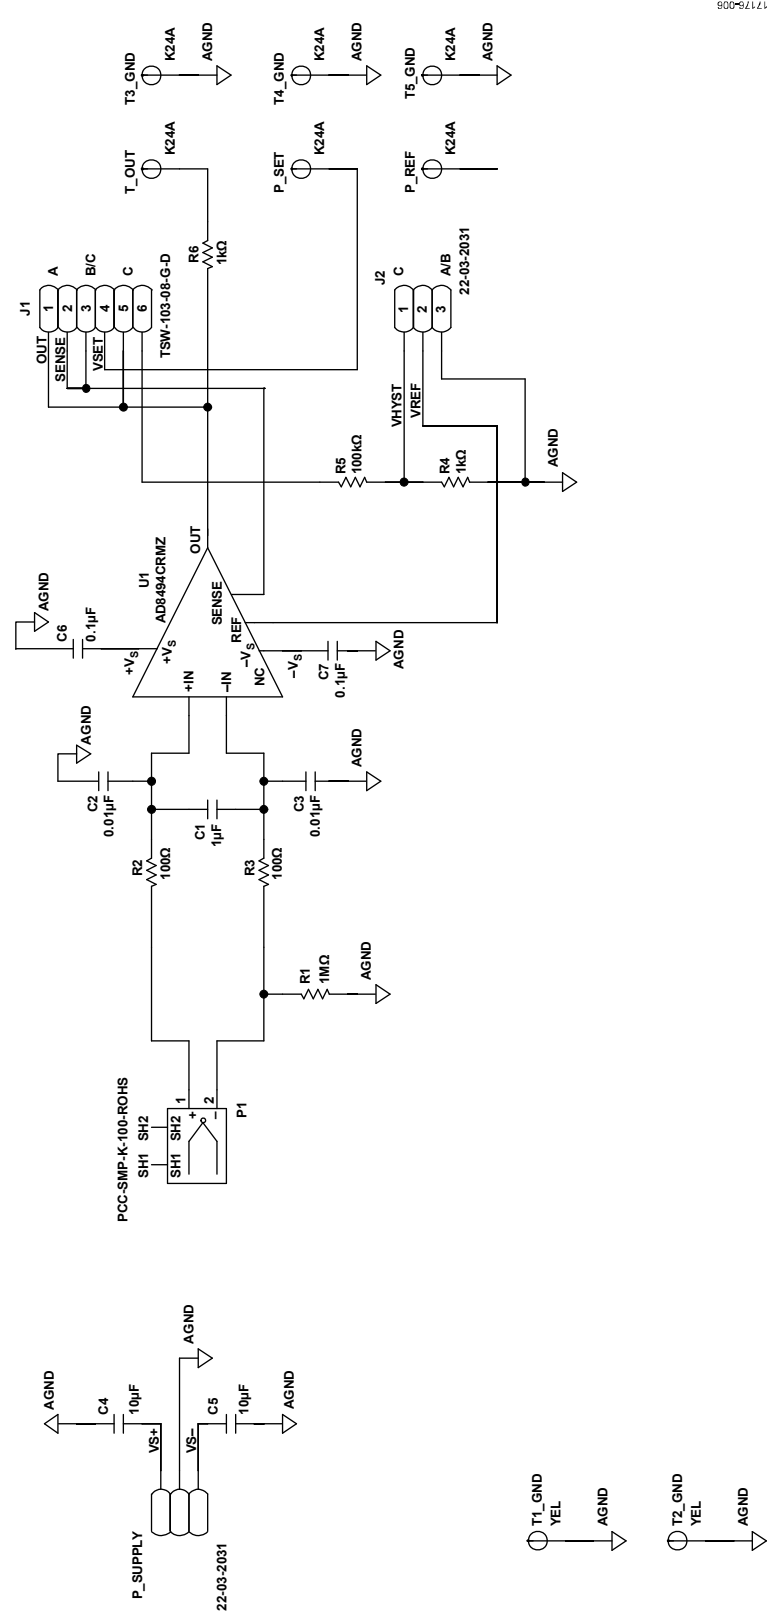 17176-006
T3_GND
K24A
AGND
T4_GND
K24A
AGND
T5_GND
K24A
AGND
T_OUT
K24A
P_SET
K24A
P_REF
K24A
J1
1
2
3
4
5
6
A
B/C
C
TSW-103-08-G-D
OUT
SENSE
VSET
R6
1kΩ
J2
1
2
3
C
A/B
22-03-2031
VHYST
VREF
R5
100kΩ
R4
1kΩ
AGND
U1
AD8494CRMZ
OUT
SENSE
REF
–VS
NC
+VS
+IN
–IN
AGND
C6
0.1µF
+VS
–VS
C7
0.1µF
AGND
AGND
C2
0.01µF
C1
1µF
C3
0.01µF
AGND
R2
100Ω
R3
100Ω
R1
1MΩ
AGND
PCC-SMP-K-100-ROHS
SH1
SH2
SH1
SH2
+
–
1
2
P1
P_SUPPLY
22-03-2031
VS+
VS–
C4
10µF
AGND
AGND
C5
10µF
AGND
T1_GND
YEL
AGND
T2_GND
YEL
AGND